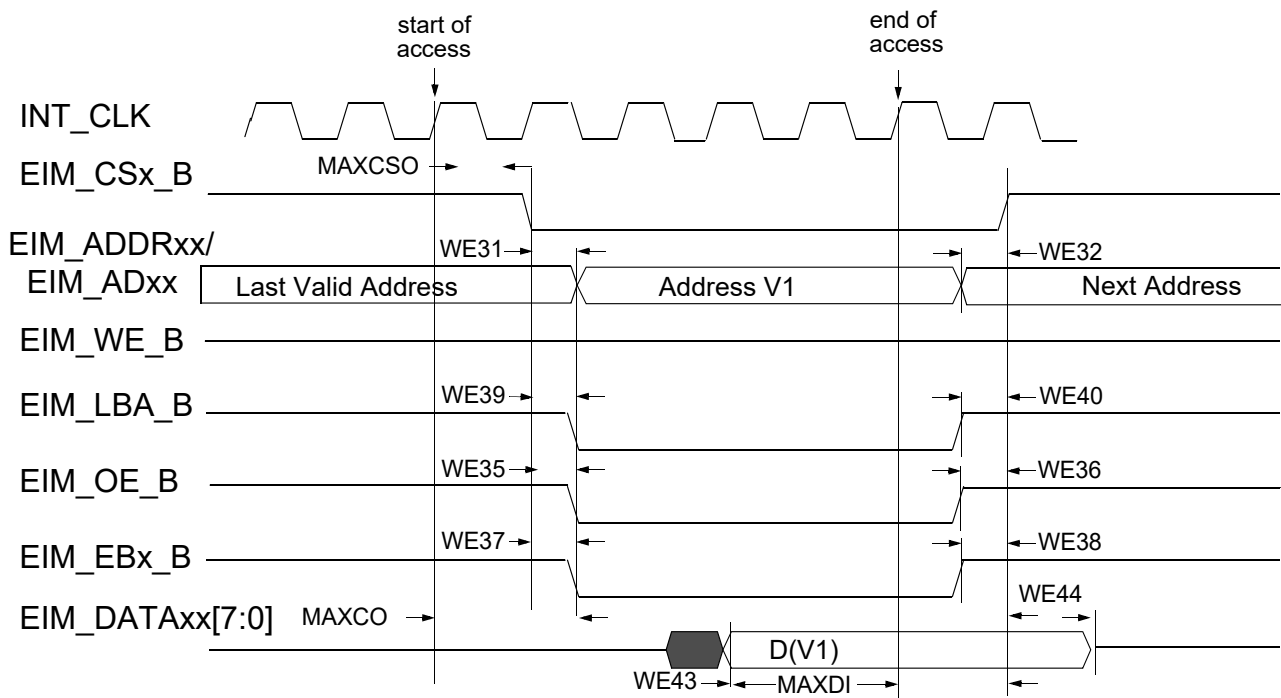 start of
access
end of
access
INT_CLK
MAXCSO
EIM_CSx_B
EIM_ADDRxx/
EIM_ADxx
WE31
WE32
Last Valid Address
Address V1
Next Address
EIM_WE_B
EIM_LBA_B
WE39
WE40
EIM_OE_B
WE35
WE36
EIM_EBx_B
WE37
WE38
EIM_DATAxx[7:0]
MAXCO
WE44
D(V1)
WE43
MAXDI